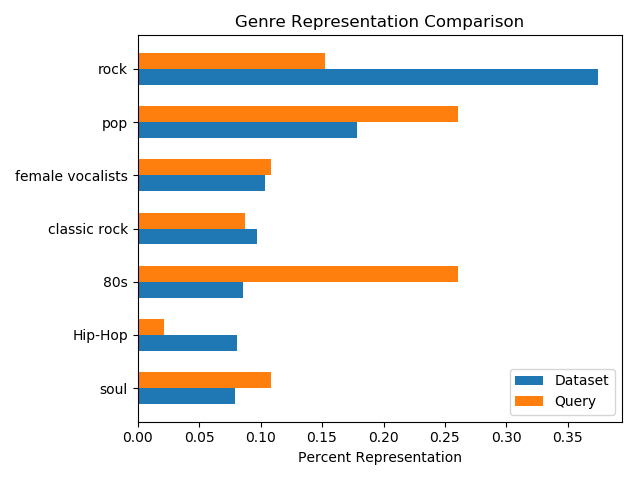 Genre Representation Comparison
rock
pop
female vocalists
classic rock
80s
Hip-Hop
soul
Dataset
Query
0.00 0.05 0.10 0.15 0.20 0.25 0.30 0.35
Percent Representation